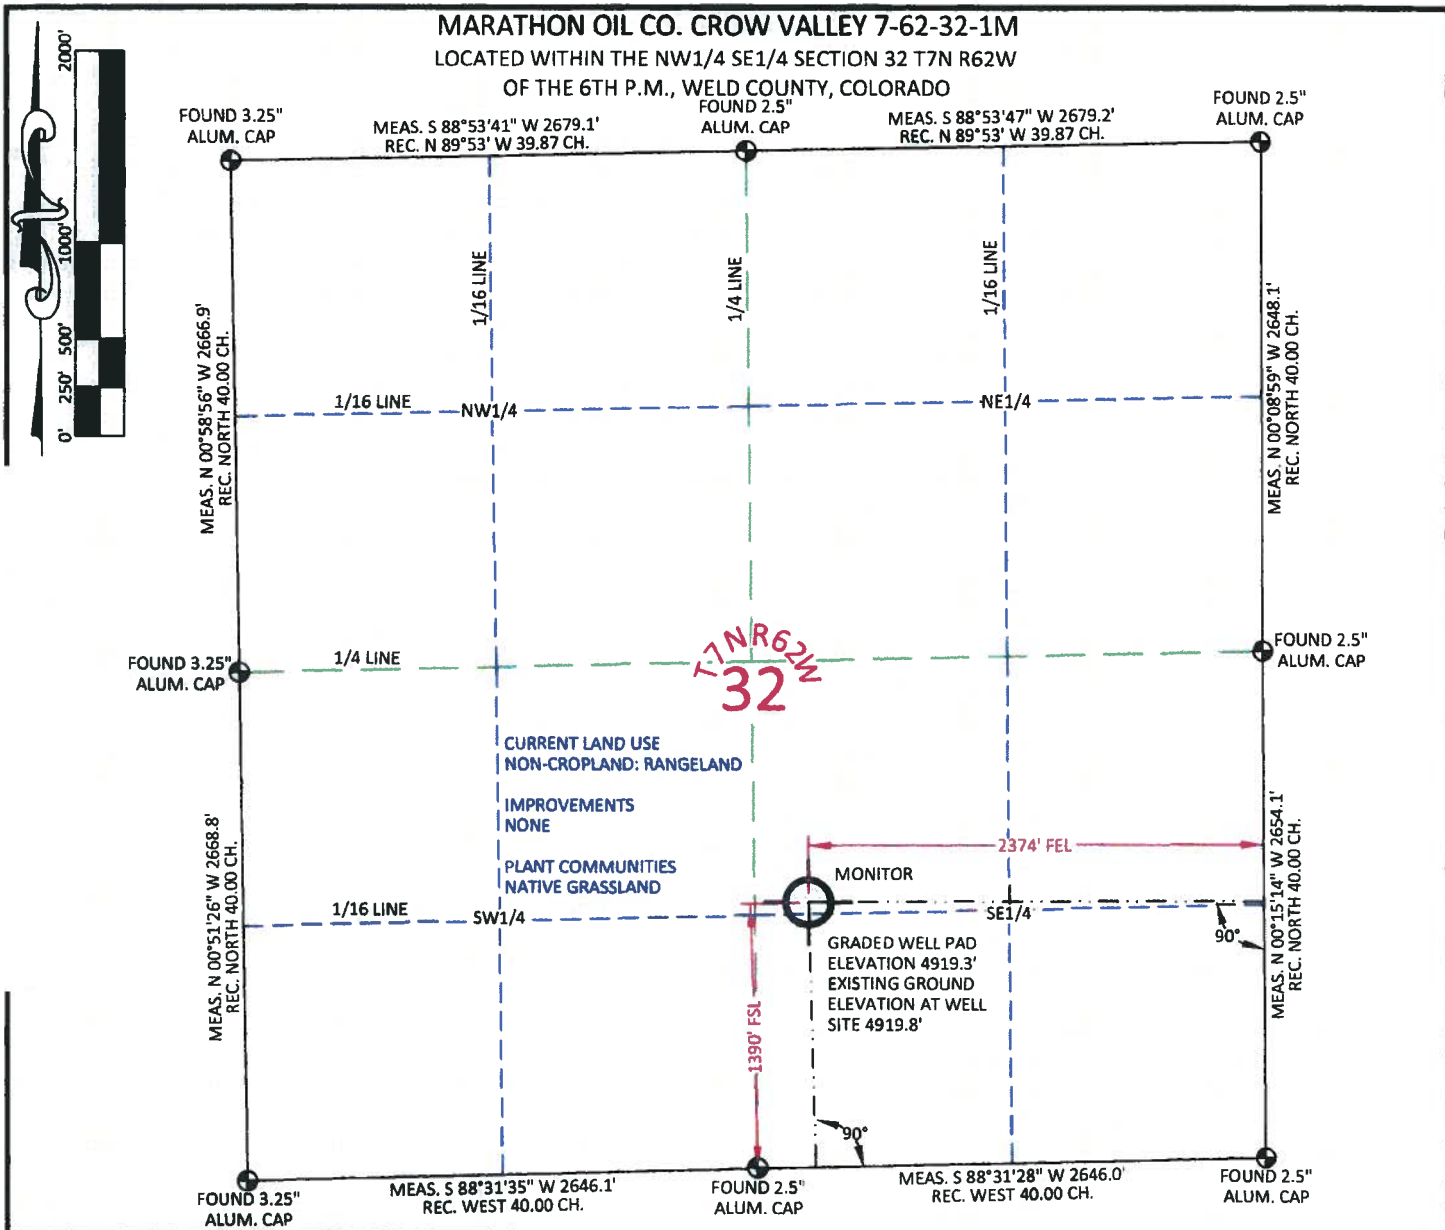 MARATHON OIL CO. CROW VALLEY 7-62-32-1M
LOCATED WITHIN THE NW1/4 SE1/4 SECTION 32 T7N R62W
OF THE 6TH P.M., WELD COUNTY, COLORADO
2000'
1000'
500'
250'
0'
FOUND 3.25"
ALUM. CAP
MEAS. S 88°53'41" W 2679.1'
REC. N 89°53' W 39.87 CH.
FOUND 2.5"
ALUM. CAP
MEAS. S 88°53'47" W 2679.2'
REC. N 89°53' W 39.87 CH.
FOUND 2.5"
ALUM. CAP
1/16 LINE
1/4 LINE
1/16 LINE
MEAS. N 00°58'56" W 2666.9'
REC. NORTH 40.00 CH.
MEAS. N 00°08'59" W 2648.1'
REC. NORTH 40.00 CH.
1/16 LINE
NW1/4
NE1/4
FOUND 3.25"
ALUM. CAP
1/4 LINE
T7N R62W
32
FOUND 2.5"
ALUM. CAP
CURRENT LAND USE
NON-CROPLAND: RANGELAND
IMPROVEMENTS
NONE
PLANT COMMUNITIES
NATIVE GRASSLAND
MEAS. N 00°51'26" W 2668.8'
REC. NORTH 40.00 CH.
2374' FEL
MONITOR
1/16 LINE
SW1/4
SE1/4
90°
MEAS. N 00°15'14" W 2654.1'
REC. NORTH 40.00 CH.
GRADED WELL PAD
ELEVATION 4919.3'
EXISTING GROUND
ELEVATION AT WELL
SITE 4919.8'
1390' FSL
90°
FOUND 3.25"
ALUM. CAP
MEAS. S 88°31'35" W 2646.1'
REC. WEST 40.00 CH.
FOUND 2.5"
ALUM. CAP
MEAS. S 88°31'28" W 2646.0'
REC. WEST 40.00 CH.
FOUND 2.5"
ALUM. CAP